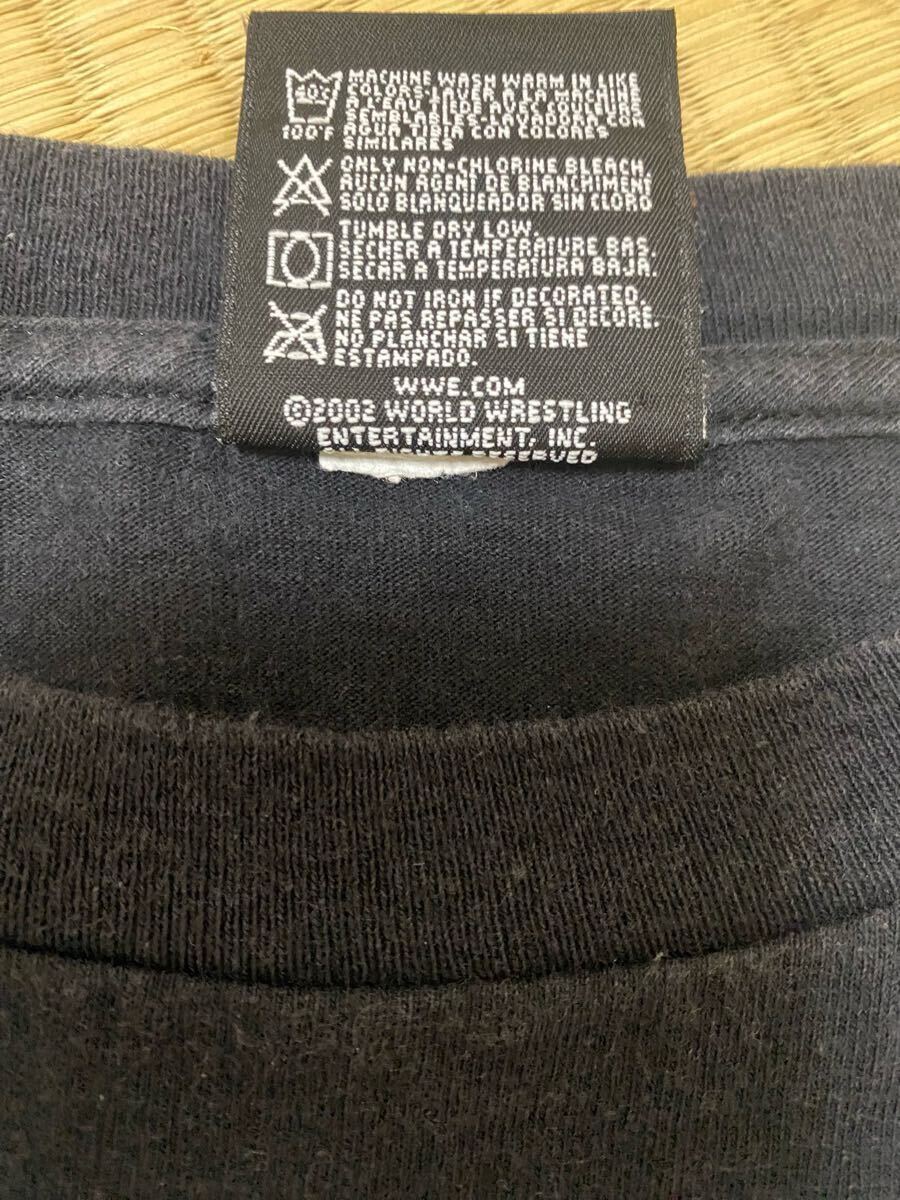 40°C
100°F
MACHINE WASH WARM IN LIKE
COLORS-LAVER A LA MACHINE
A L'EAU TIEDE AVEC COULEURS
SEMBLABLES-LAVADORA CON
AGUA TIBIA CON COLORES
SIMILARES
ONLY NON-CHLORINE BLEACH
AUCUN AGENT DE BLANCHIMENT
SOLO BLANQUEADOR SIN CLORO
TUMBLE DRY LOW.
SECHER A TEMPERATURE BAS.
SECAR A TEMPERATURA BAJA.
DO NOT IRON IF DECORATED.
NE PAS REPASSER SI DECORE.
NO PLANCHAR SI TIENE
ESTAMPADO.
WWE.COM
©2002 WORLD WRESTLING
ENTERTAINMENT, INC.
ALL RIGHTS RESERVED